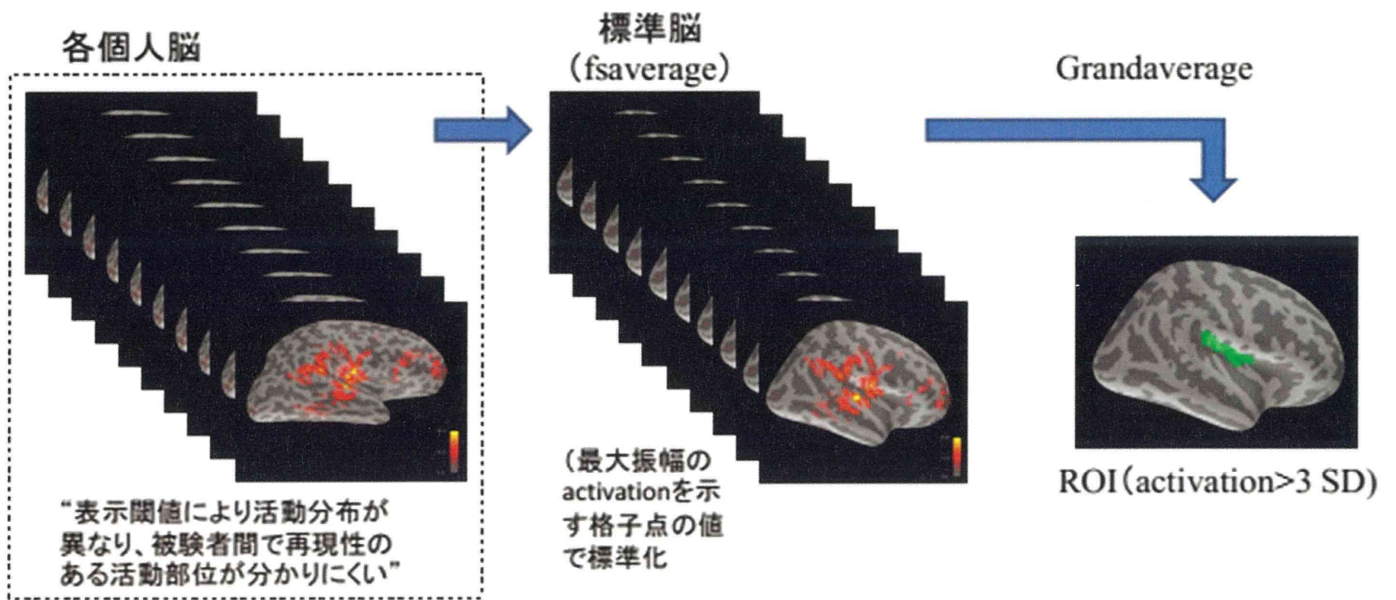 各個人脳
“表示閾値により活動分布が
異なり、被験者間で再現性の
ある活動部位が分かりにくい”
標準脳
（fsaverage）
（最大振幅の
activationを示
す格子点の値
で標準化
Grandaverage
ROI（activation>3 SD）